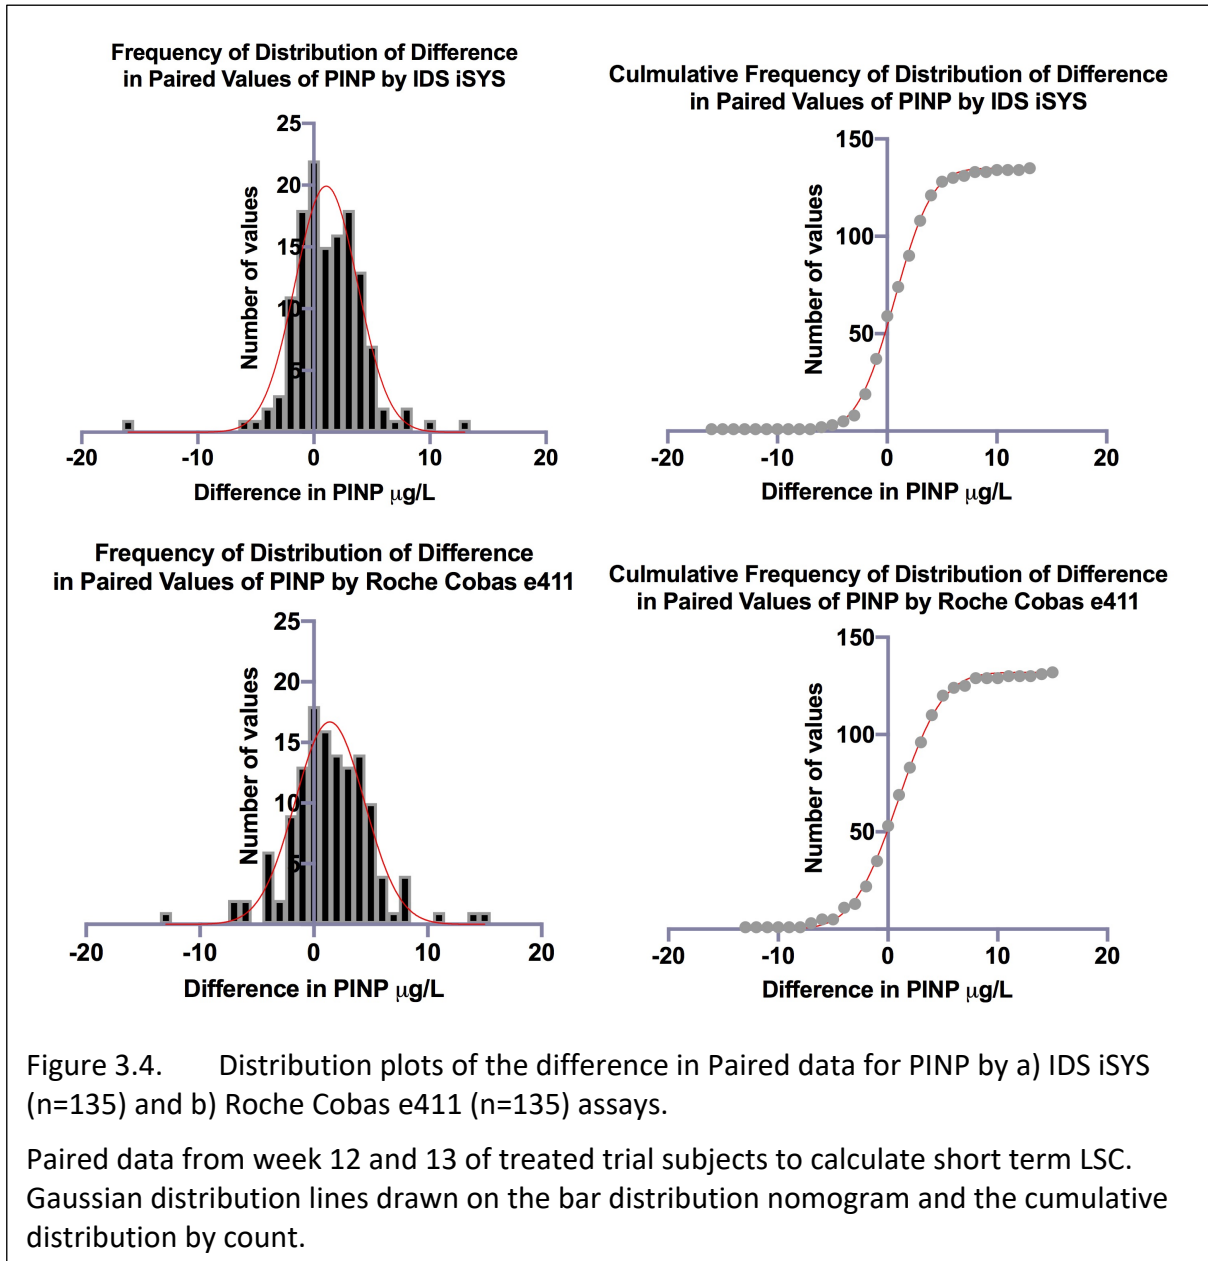 Frequency of Distribution of Difference
in Paired Values of PINP by IDS iSYS
25
20
15
10
5
Number of values
-20
-10
0
10
20
Difference in PINP µg/L
Culmulative Frequency of Distribution of Difference
in Paired Values of PINP by IDS iSYS
150
100
50
Number of values
-20
-10
0
10
20
Difference in PINP µg/L
Frequency of Distribution of Difference
in Paired Values of PINP by Roche Cobas e411
25
20
15
10
5
Number of values
-20
-10
0
10
20
Difference in PINP µg/L
Culmulative Frequency of Distribution of Difference
in Paired Values of PINP by Roche Cobas e411
150
100
50
Number of values
-20
-10
0
10
20
Difference in PINP µg/L
Figure 3.4. Distribution plots of the difference in Paired data for PINP by a) IDS iSYS
(n=135) and b) Roche Cobas e411 (n=135) assays.
Paired data from week 12 and 13 of treated trial subjects to calculate short term LSC.
Gaussian distribution lines drawn on the bar distribution nomogram and the cumulative
distribution by count.